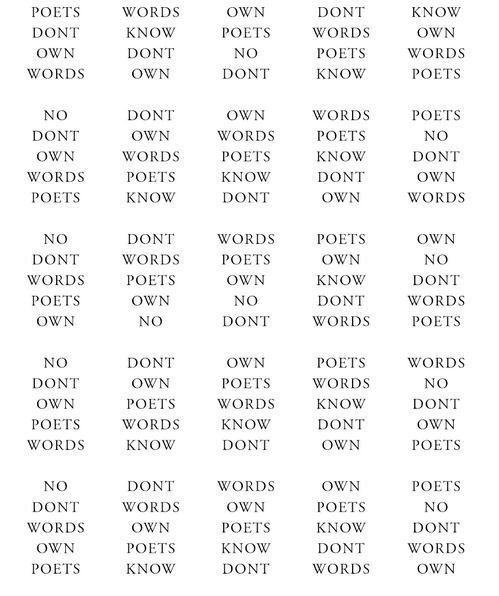 POETS WORDS OWN DONT KNOW
DONT KNOW POETS WORDS OWN
OWN DONT NO POETS WORDS
WORDS OWN DONT KNOW POETS

NO DONT OWN WORDS POETS
DONT OWN WORDS POETS NO
OWN WORDS POETS KNOW DONT
WORDS POETS KNOW DONT OWN
POETS KNOW DONT OWN WORDS

NO DONT WORDS POETS OWN
DONT WORDS POETS OWN NO
WORDS POETS OWN KNOW DONT
POETS OWN NO DONT WORDS
OWN NO DONT WORDS POETS

NO DONT OWN POETS WORDS
DONT OWN POETS WORDS NO
OWN POETS WORDS KNOW DONT
POETS WORDS KNOW DONT OWN
WORDS KNOW DONT OWN POETS

NO DONT WORDS OWN POETS
DONT WORDS OWN POETS NO
WORDS OWN POETS KNOW DONT
OWN POETS KNOW DONT WORDS
POETS KNOW DONT WORDS OWN